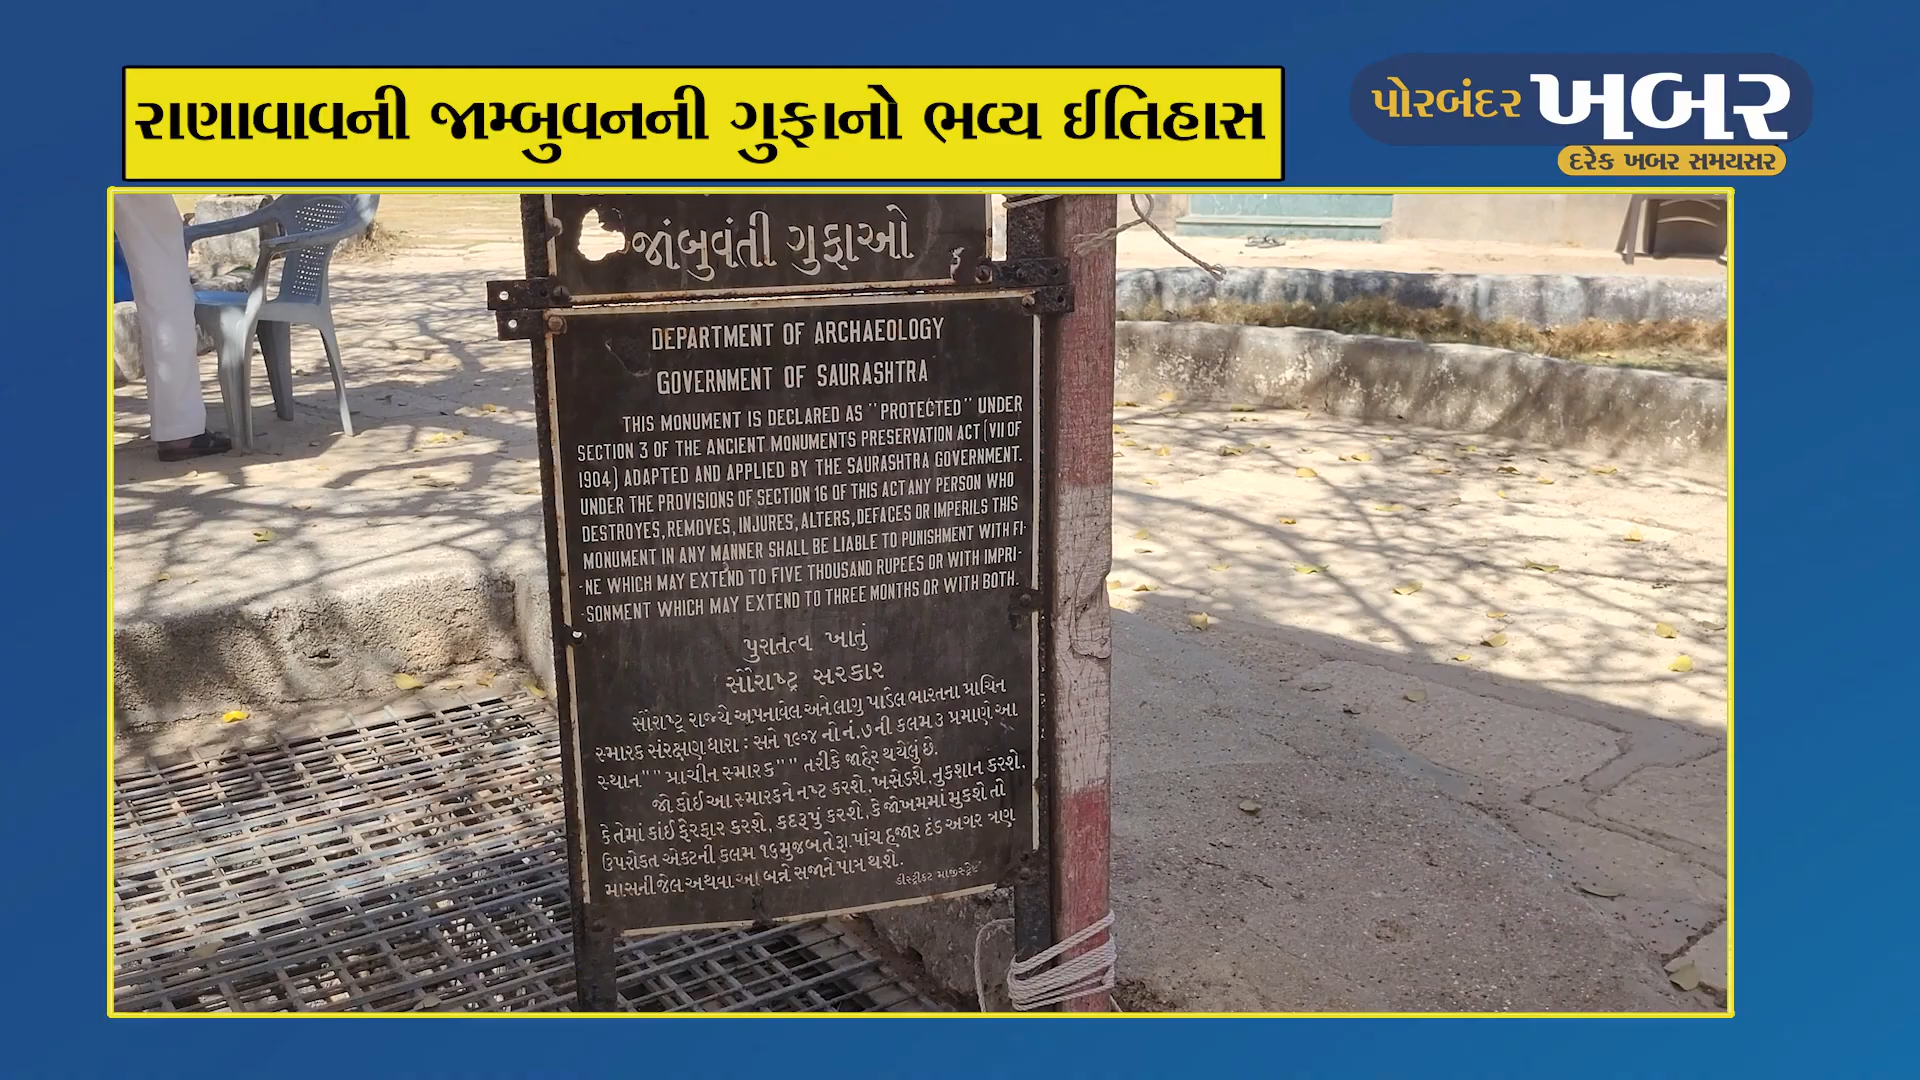 રાણાવાવની જામ્બુવનની ગુફાનો ભવ્ય ઈતિહાસ
પોરબંદર ખબર
દરેક ખબર સમયસર
જાંબુવંતી ગુફાઓ
DEPARTMENT OF ARCHAEOLOGY
GOVERNMENT OF SAURASHTRA
THIS MONUMENT IS DECLARED AS "PROTECTED" UNDER
SECTION 3 OF THE ANCIENT MONUMENTS PRESERVATION ACT (VII OF
1904) ADAPTED AND APPLIED BY THE SAURASHTRA GOVERNMENT.
UNDER THE PROVISIONS OF SECTION 16 OF THIS ACT ANY PERSON WHO
DESTROYES, REMOVES, INJURES, ALTERS, DEFACES OR IMPERILS THIS
MONUMENT IN ANY MANNER SHALL BE LIABLE TO PUNISHMENT WITH FI-
-NE WHICH MAY EXTEND TO FIVE THOUSAND RUPEES OR WITH IMPRI-
-SONMENT WHICH MAY EXTEND TO THREE MONTHS OR WITH BOTH.
પુરાતત્વ ખાતું
સૌરાષ્ટ્ર સરકાર
સૌરાષ્ટ્ર રાજ્યે અપનાવેલ અને લાગુ પાડેલ ભારતના પ્રાચિન
સ્મારક સંરક્ષણ ધારા : સને ૧૯૦૪ નો નં. ૭ ની કલમ ૩ પ્રમાણે આ
સ્થાન "" પ્રાચીન સ્મારક "" તરીકે જાહેર થયેલું છે.
જો કોઈ આ સ્મારકને નષ્ટ કરશે, ખસેડશે, નુકશાન કરશે,
કે તેમાં કાંઈ ફેરફાર કરશે, કદરૂપું કરશે, કે જોખમમાં મુકશે તો
ઉપરોકત એકટની કલમ ૧૬ મુજબ તે રૂા. પાંચ હજાર દંડ અગર ત્રણ
માસની જેલ અથવા આ બન્ને સજાને પાત્ર થશે.
ડીસ્ટ્રીકટ માજીસ્ટ્રેટ